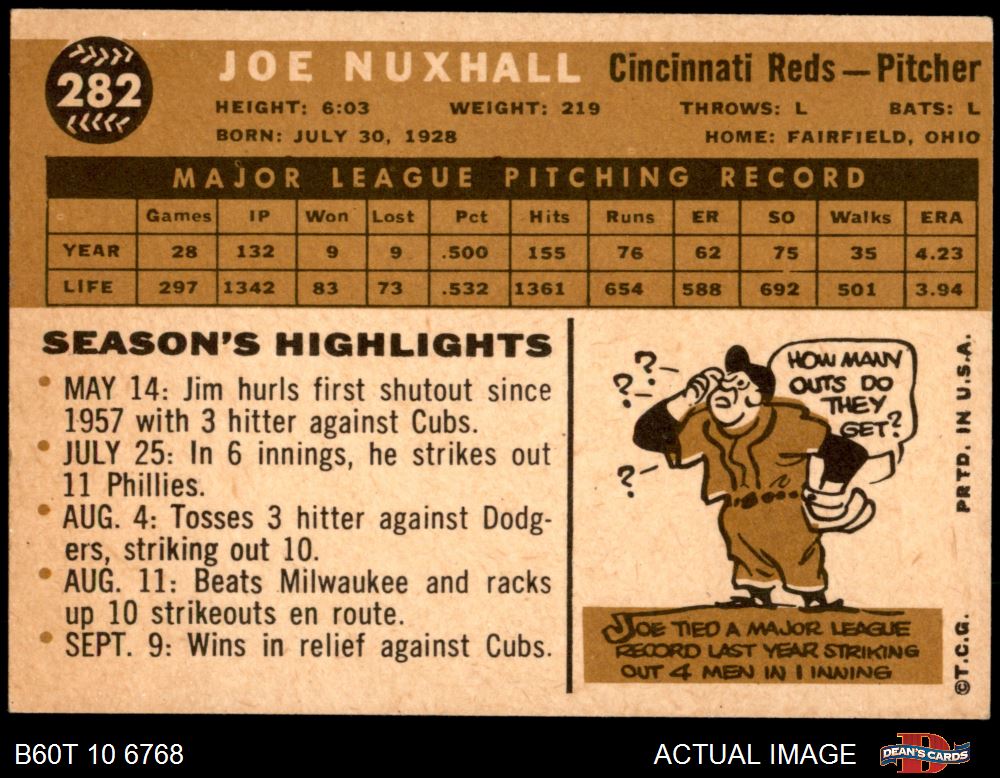 282
JOE NUXHALL Cincinnati Reds — Pitcher
HEIGHT: 6:03 WEIGHT: 219 THROWS: L BATS: L
BORN: JULY 30, 1928 HOME: FAIRFIELD, OHIO
MAJOR LEAGUE PITCHING RECORD
Games IP Won Lost Pct Hits Runs ER SO Walks ERA
YEAR 28 132 9 9 .500 155 76 62 75 35 4.23
LIFE 297 1342 83 73 .532 1361 654 588 692 501 3.94
SEASON'S HIGHLIGHTS
• MAY 14: Jim hurls first shutout since
1957 with 3 hitter against Cubs.
• JULY 25: In 6 innings, he strikes out
11 Phillies.
• AUG. 4: Tosses 3 hitter against Dodg-
ers, striking out 10.
• AUG. 11: Beats Milwaukee and racks
up 10 strikeouts en route.
• SEPT. 9: Wins in relief against Cubs.
?
?
?
HOW MANY
OUTS DO
THEY
GET?
JOE TIED A MAJOR LEAGUE
RECORD LAST YEAR STRIKING
OUT 4 MEN IN 1 INNING
©T.C.G. PRTD. IN U.S.A.
B60T 10 6768 ACTUAL IMAGE
D
DEAN'S CARDS